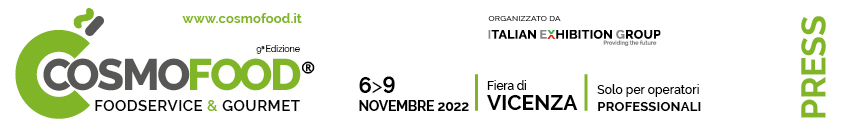 www.cosmofood.it
9ª Edizione
COSMOFOOD®
FOODSERVICE & GOURMET
ORGANIZZATO DA
ITALIAN EXHIBITION GROUP
Providing the future
6>9
NOVEMBRE 2022
Fiera di
VICENZA
Solo per operatori
PROFESSIONALI
PRESS